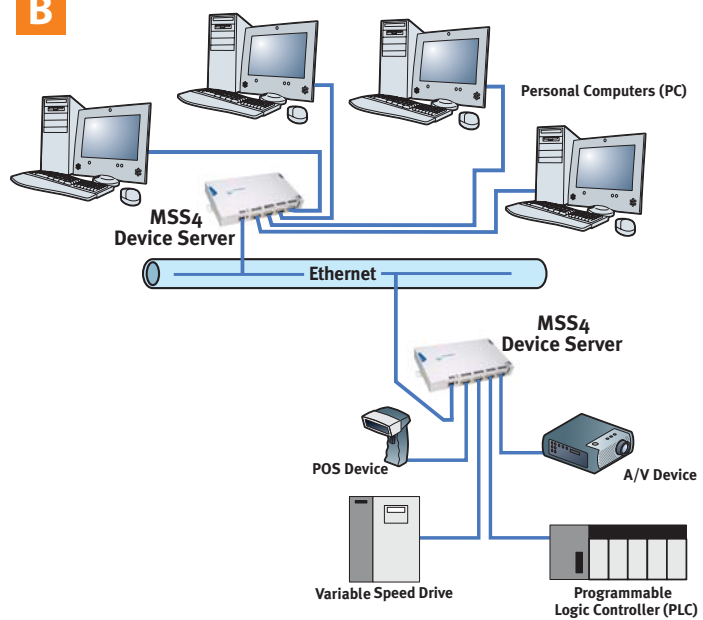 B
Personal Computers (PC)
MSS4
Device Server
Ethernet
MSS4
Device Server
POS Device
A/V Device
Variable Speed Drive
Programmable
Logic Controller (PLC)